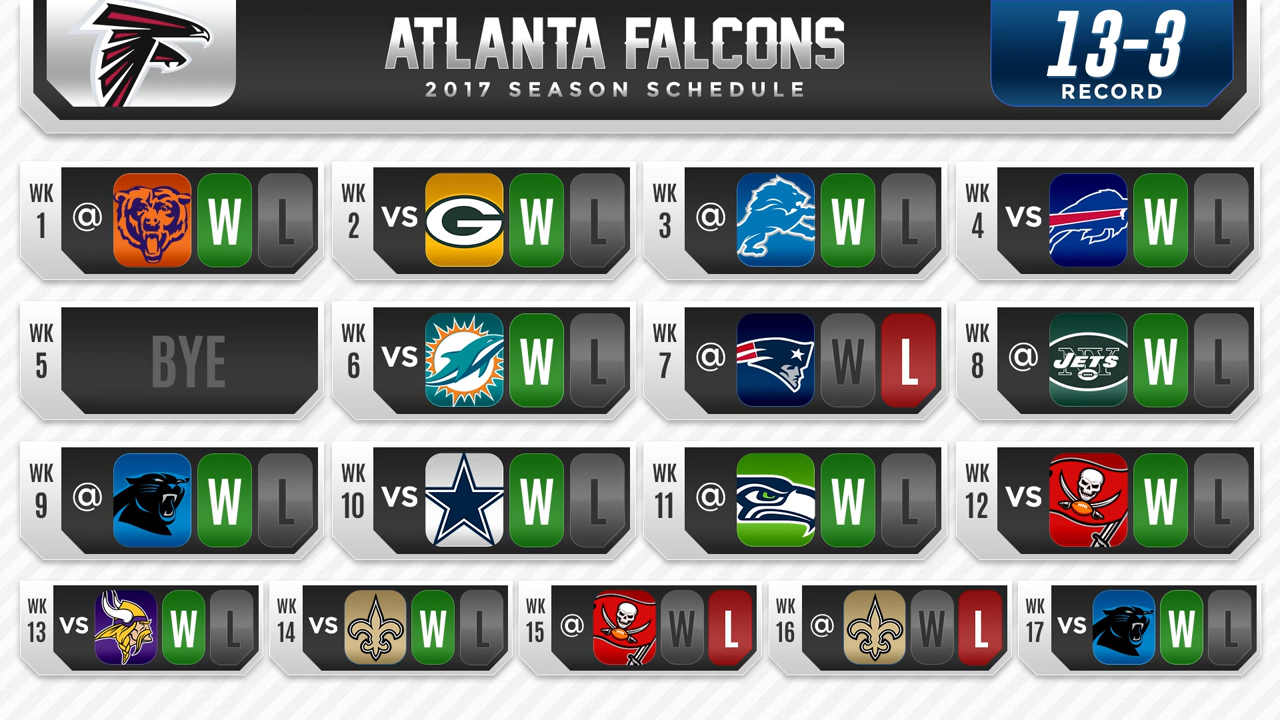 ATLANTA FALCONS
2017 SEASON SCHEDULE
13-3
RECORD
WK 1 @ W L
WK 2 VS G W L
WK 3 @ W L
WK 4 VS W L
WK 5 BYE
WK 6 VS W L
WK 7 @ W L
WK 8 @ NY JETS W L
WK 9 @ W L
WK 10 VS W L
WK 11 @ W L
WK 12 VS W L
WK 13 VS W L
WK 14 VS W L
WK 15 @ W L
WK 16 @ W L
WK 17 VS W L